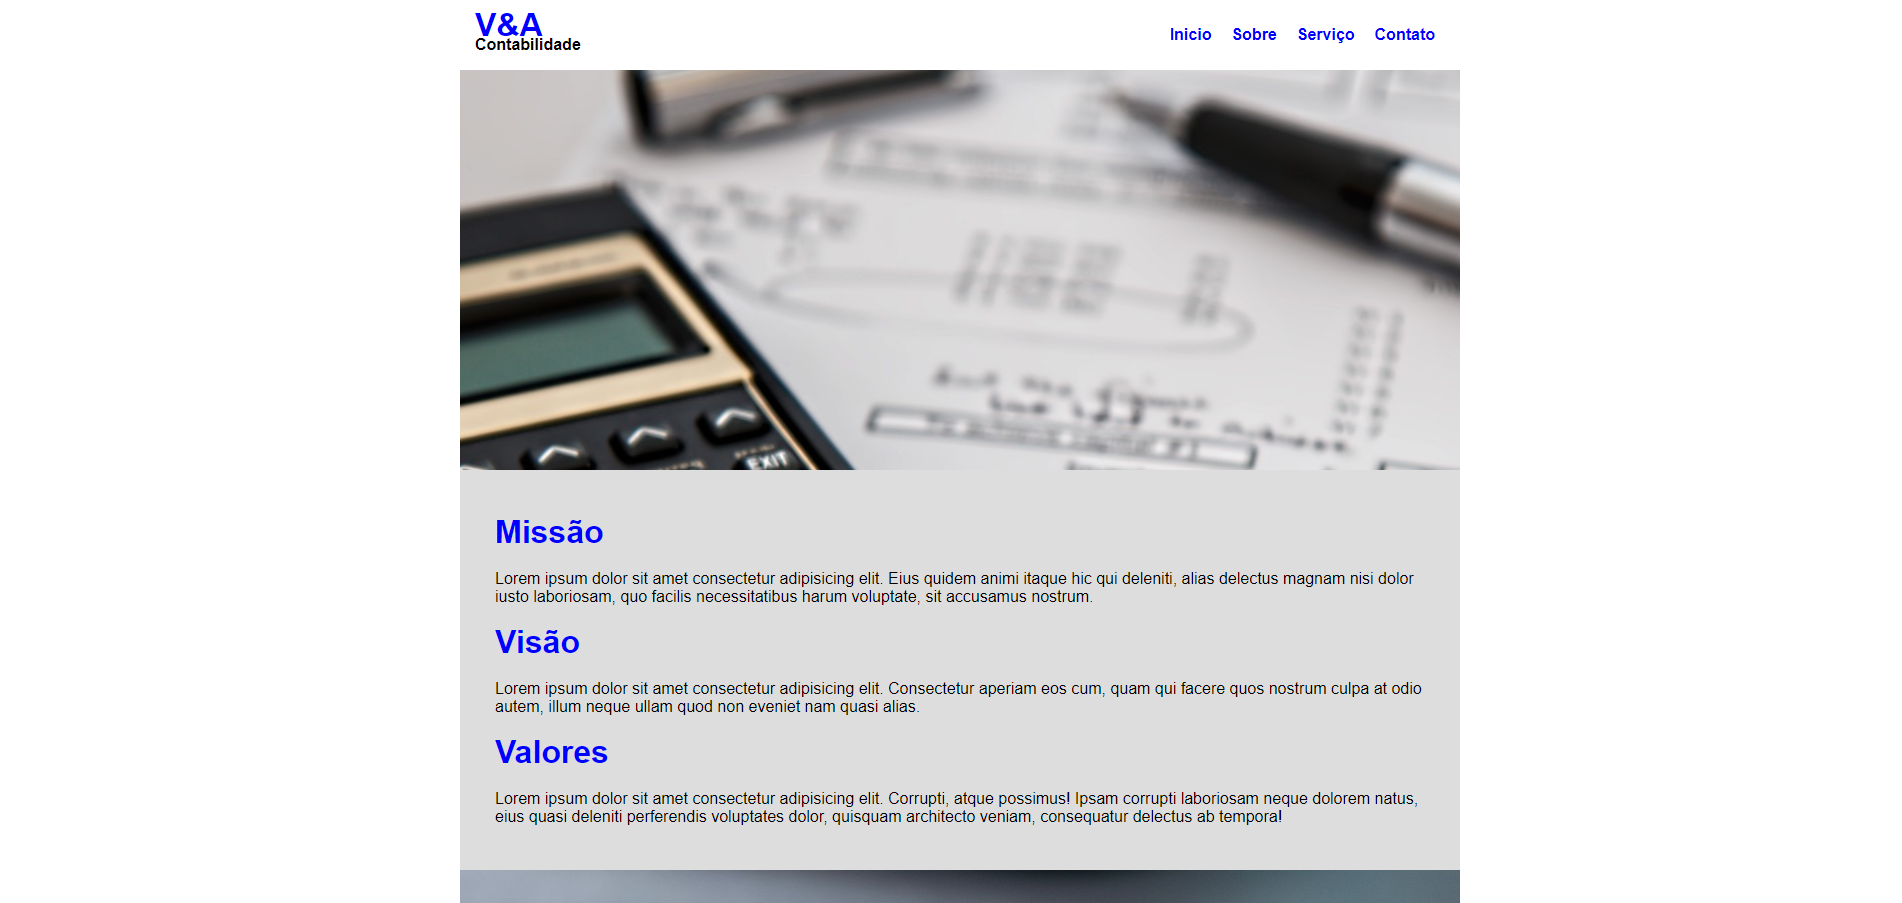 V&A
Contabilidade
Inicio Sobre Serviço Contato
EXIT
Missão
Lorem ipsum dolor sit amet consectetur adipisicing elit. Eius quidem animi itaque hic qui deleniti, alias delectus magnam nisi dolor
iusto laboriosam, quo facilis necessitatibus harum voluptate, sit accusamus nostrum.
Visão
Lorem ipsum dolor sit amet consectetur adipisicing elit. Consectetur aperiam eos cum, quam qui facere quos nostrum culpa at odio
autem, illum neque ullam quod non eveniet nam quasi alias.
Valores
Lorem ipsum dolor sit amet consectetur adipisicing elit. Corrupti, atque possimus! Ipsam corrupti laboriosam neque dolorem natus,
eius quasi deleniti perferendis voluptates dolor, quisquam architecto veniam, consequatur delectus ab tempora!